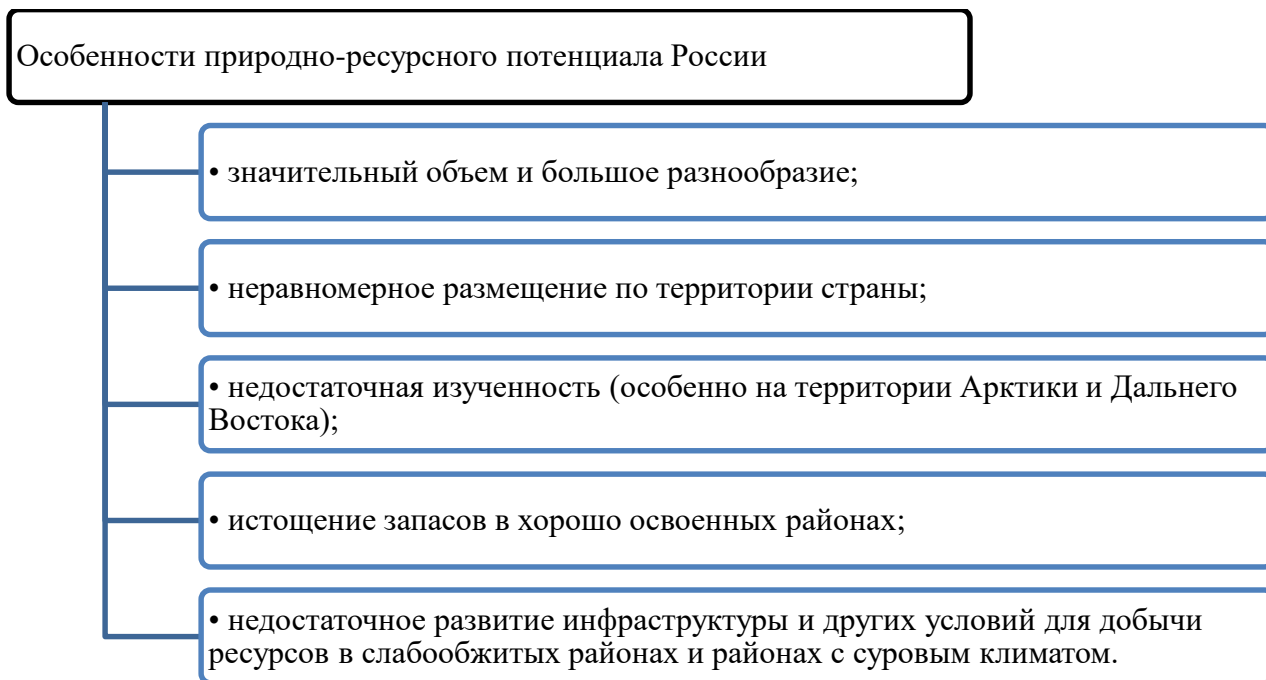 Особенности природно-ресурсного потенциала России
• значительный объем и большое разнообразие;
• неравномерное размещение по территории страны;
• недостаточная изученность (особенно на территории Арктики и Дальнего
Востока);
• истощение запасов в хорошо освоенных районах;
• недостаточное развитие инфраструктуры и других условий для добычи
ресурсов в слабообжитых районах и районах с суровым климатом.